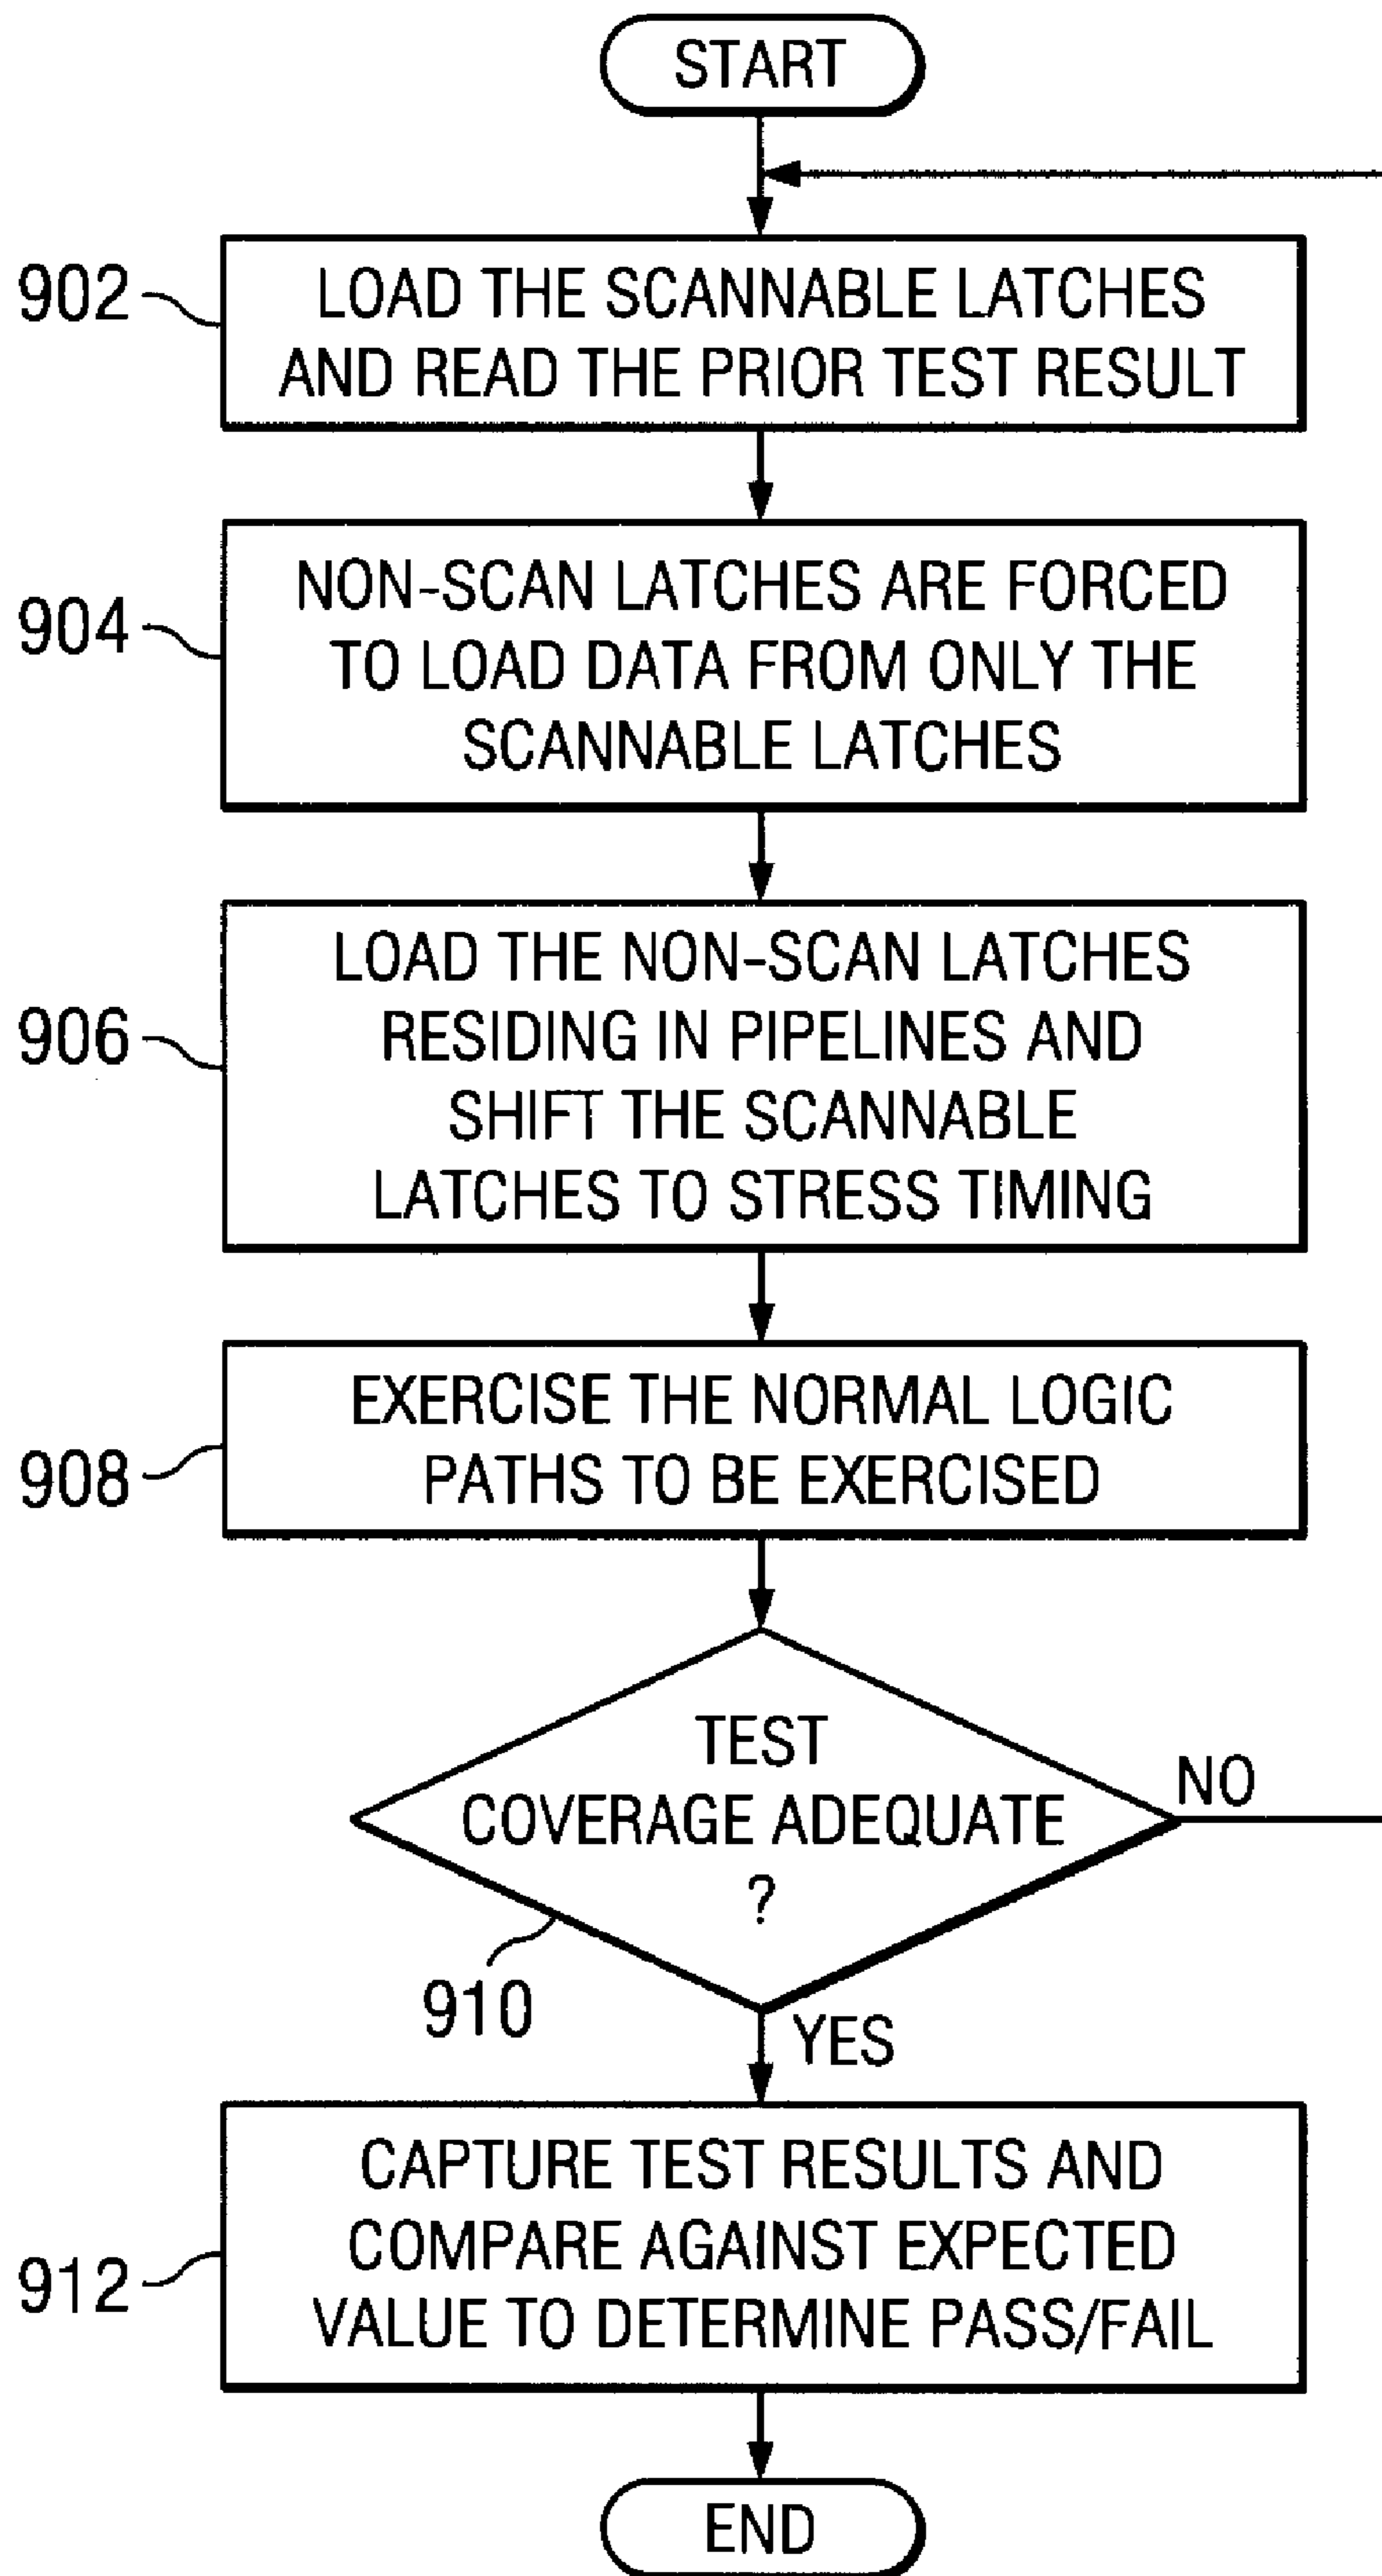 START
902
LOAD THE SCANNABLE LATCHES
AND READ THE PRIOR TEST RESULT
904
NON-SCAN LATCHES ARE FORCED
TO LOAD DATA FROM ONLY THE
SCANNABLE LATCHES
906
LOAD THE NON-SCAN LATCHES
RESIDING IN PIPELINES AND
SHIFT THE SCANNABLE
LATCHES TO STRESS TIMING
908
EXERCISE THE NORMAL LOGIC
PATHS TO BE EXERCISED
TEST
COVERAGE ADEQUATE
?
NO
910
YES
912
CAPTURE TEST RESULTS AND
COMPARE AGAINST EXPECTED
VALUE TO DETERMINE PASS/FAIL
END